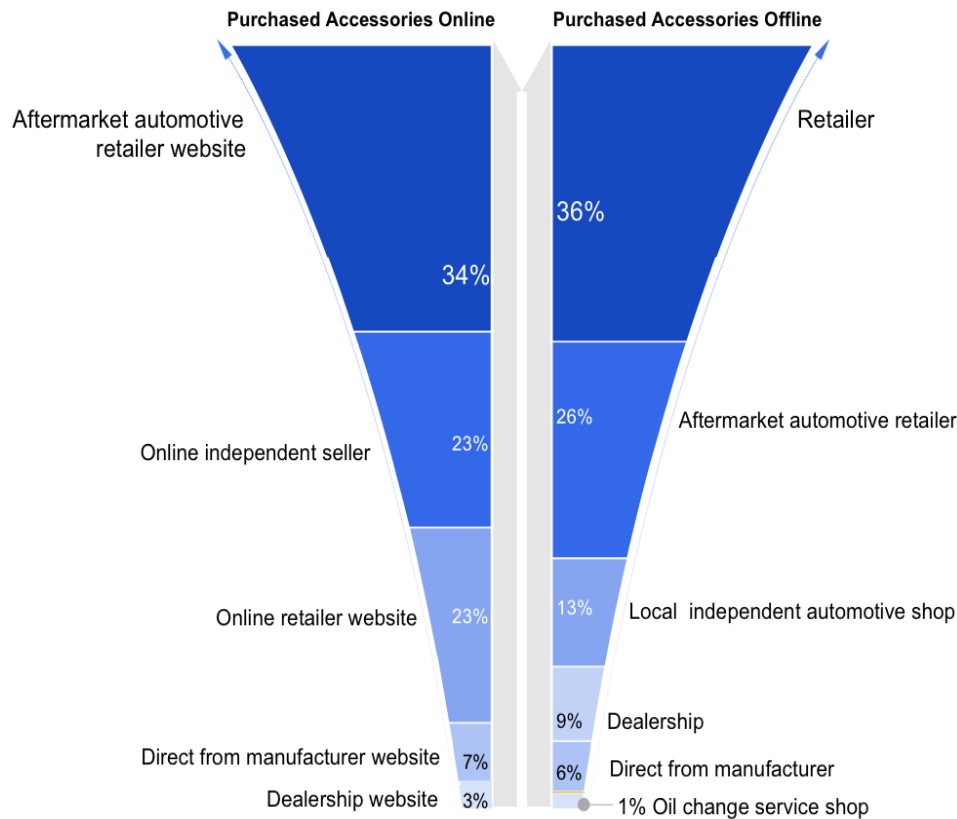 Purchased Accessories Online
Purchased Accessories Offline
Aftermarket automotive
retailer website
34%
Online independent seller
23%
Online retailer website
23%
Direct from manufacturer website
7%
Dealership website
3%
Retailer
36%
Aftermarket automotive retailer
26%
Local independent automotive shop
13%
Dealership
9%
Direct from manufacturer
6%
1% Oil change service shop